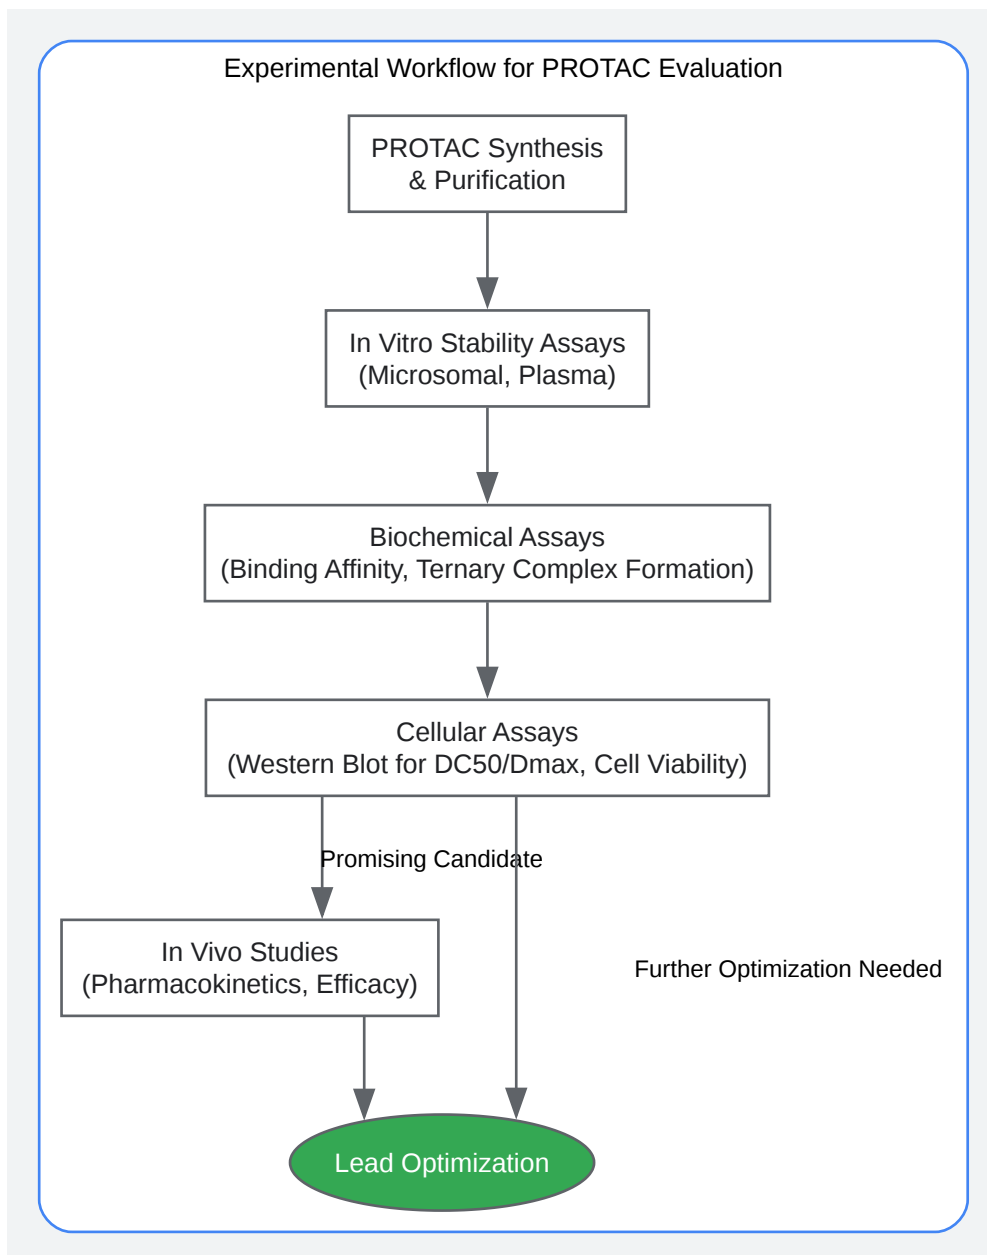 Experimental Workflow for PROTAC Evaluation
PROTAC Synthesis
& Purification
In Vitro Stability Assays
(Microsomal, Plasma)
Biochemical Assays
(Binding Affinity, Ternary Complex Formation)
Cellular Assays
(Western Blot for DC50/Dmax, Cell Viability)
Promising Candidate
In Vivo Studies
(Pharmacokinetics, Efficacy)
Further Optimization Needed
Lead Optimization